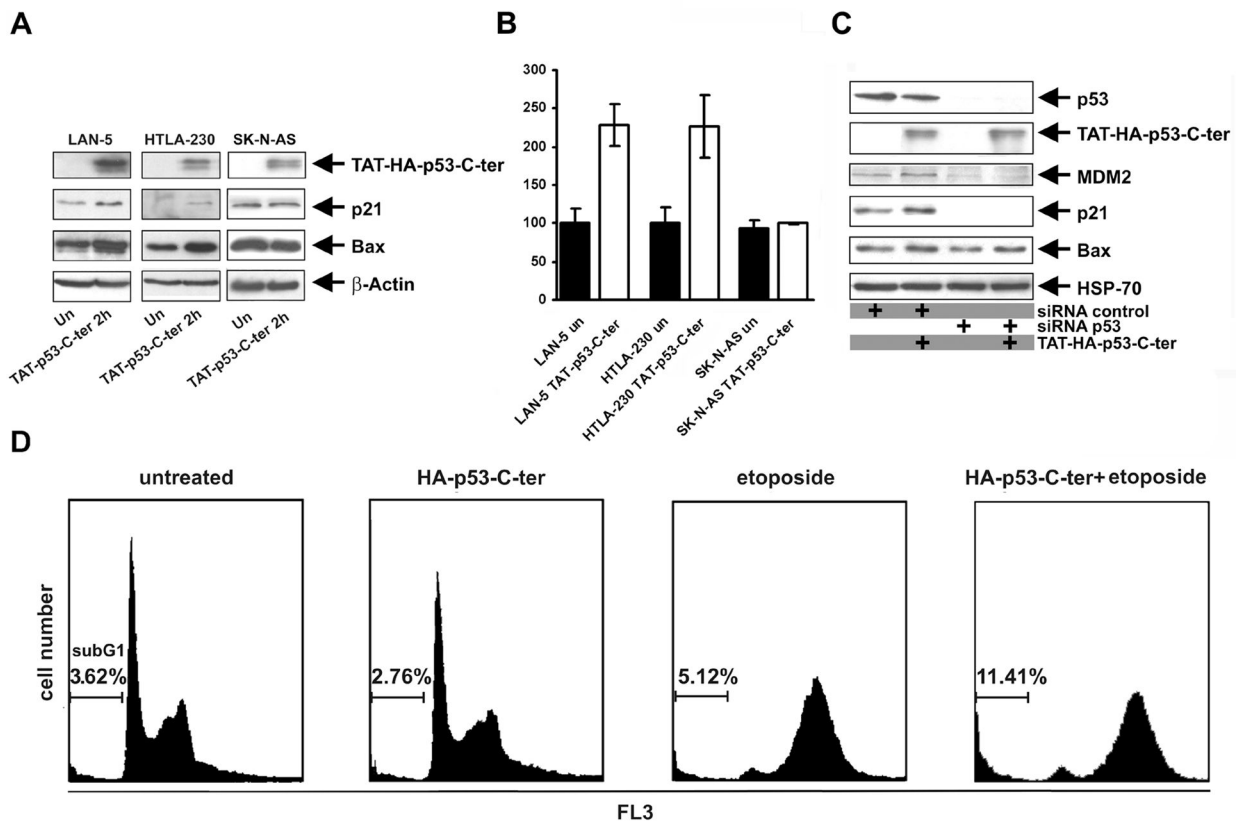 A
LAN-5 HTLA-230 SK-N-AS
TAT-HA-p53-C-ter
p21
Bax
β-Actin
Un
TAT-p53-C-ter 2h
Un
TAT-p53-C-ter 2h
Un
TAT-p53-C-ter 2h
B
300
250
200
150
100
50
0
LAN-5 un
LAN-5 TAT-p53-C-ter
HTLA-230 un
HTLA-230 TAT-p53-C-ter
SK-N-AS un
SK-N-AS TAT-p53-C-ter
C
p53
TAT-HA-p53-C-ter
MDM2
p21
Bax
HSP-70
+ + siRNA control
+ + siRNA p53
+ + TAT-HA-p53-C-ter
D
untreated HA-p53-C-ter etoposide HA-p53-C-ter+etoposide
cell number
subG1
3.62% 2.76% 5.12% 11.41%
FL3